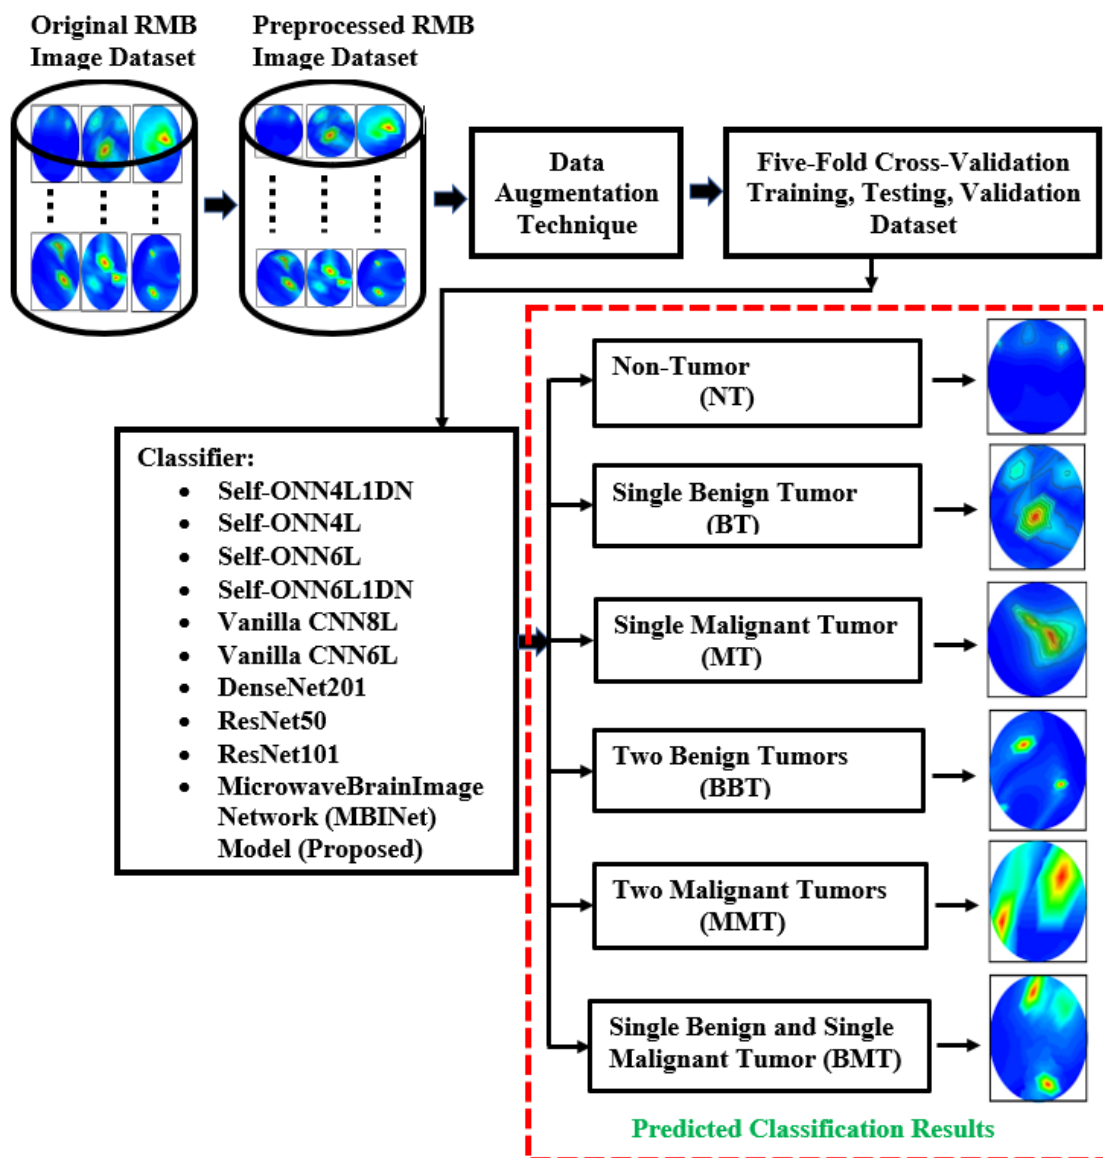 Original RMB
Image Dataset
Preprocessed RMB
Image Dataset
Data
Augmentation
Technique
Five-Fold Cross-Validation
Training, Testing, Validation
Dataset
Classifier:
• Self-ONN4L1DN
• Self-ONN4L
• Self-ONN6L
• Self-ONN6L1DN
• Vanilla CNN8L
• Vanilla CNN6L
• DenseNet201
• ResNet50
• ResNet101
• MicrowaveBrainImage
Network (MBINet)
Model (Proposed)
Non-Tumor
(NT)
Single Benign Tumor
(BT)
Single Malignant Tumor
(MT)
Two Benign Tumors
(BBT)
Two Malignant Tumors
(MMT)
Single Benign and Single
Malignant Tumor (BMT)
Predicted Classification Results